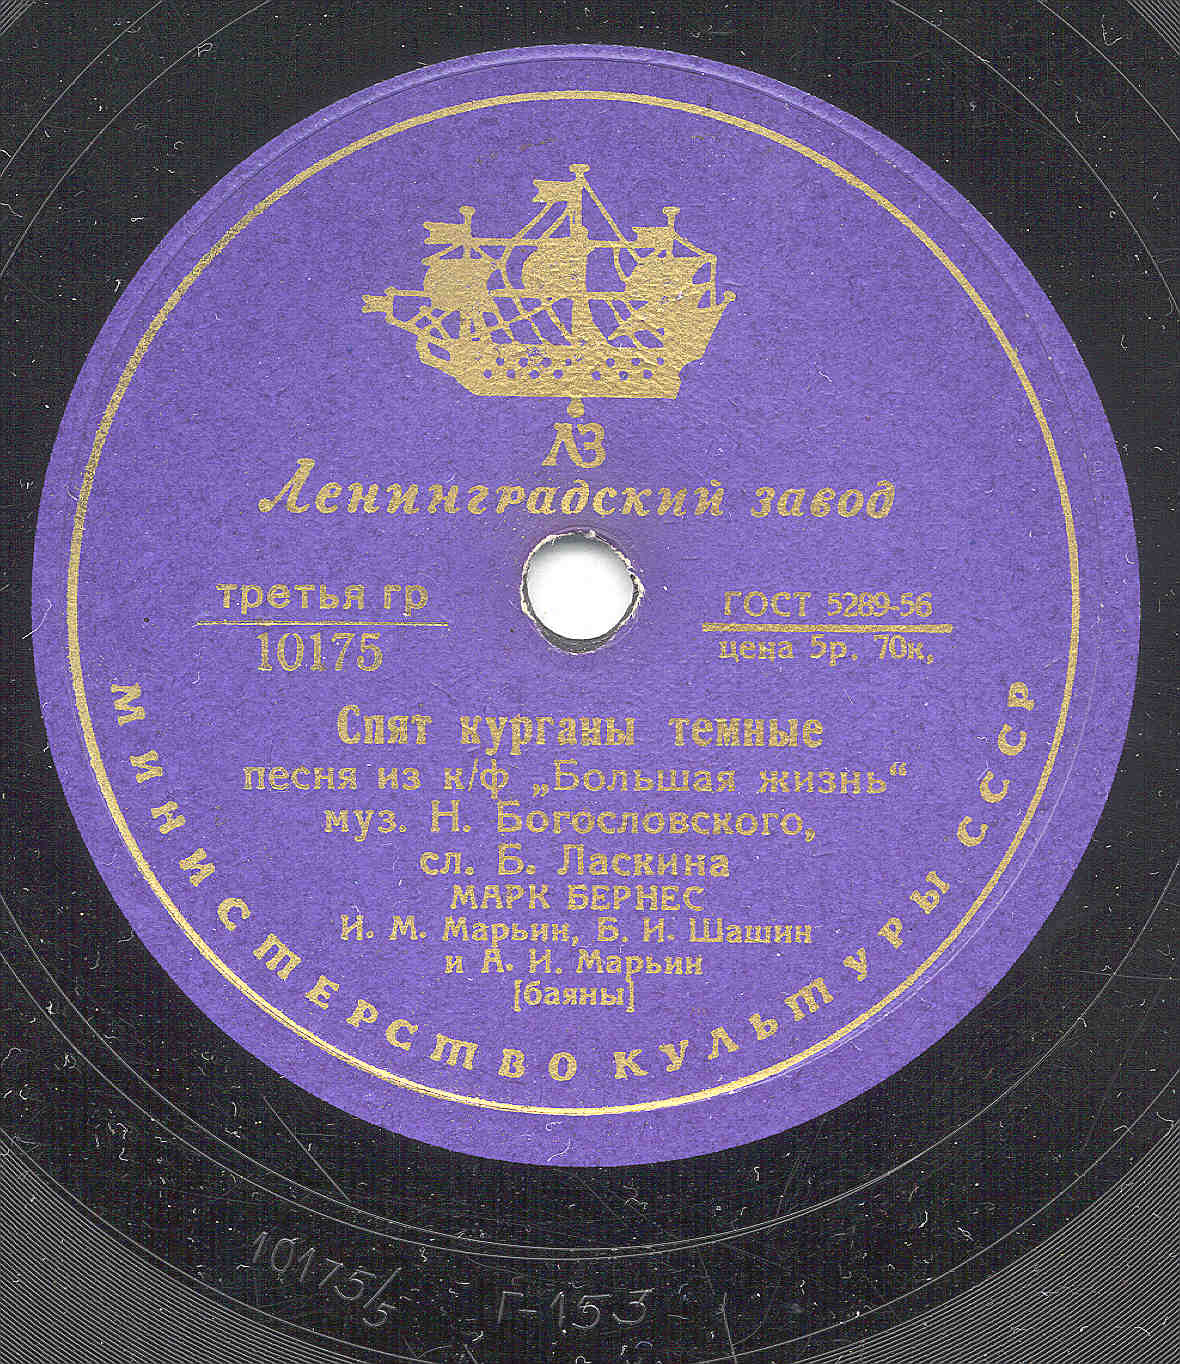 ЛЗ
Ленинградский завод
третья гр
10175
ГОСТ 5289-56
цена 5р. 70к.
Спят курганы темные
песня из к/ф „Большая жизнь“
муз. Н. Богословского,
сл. Б. Ласкина
МАРК БЕРНЕС
И. М. Марьин, Б. И. Шашин
и А. И. Марьин
[баяны]
МИНИСТЕРСТВО КУЛЬТУРЫ СССР
10175/5
Г-153